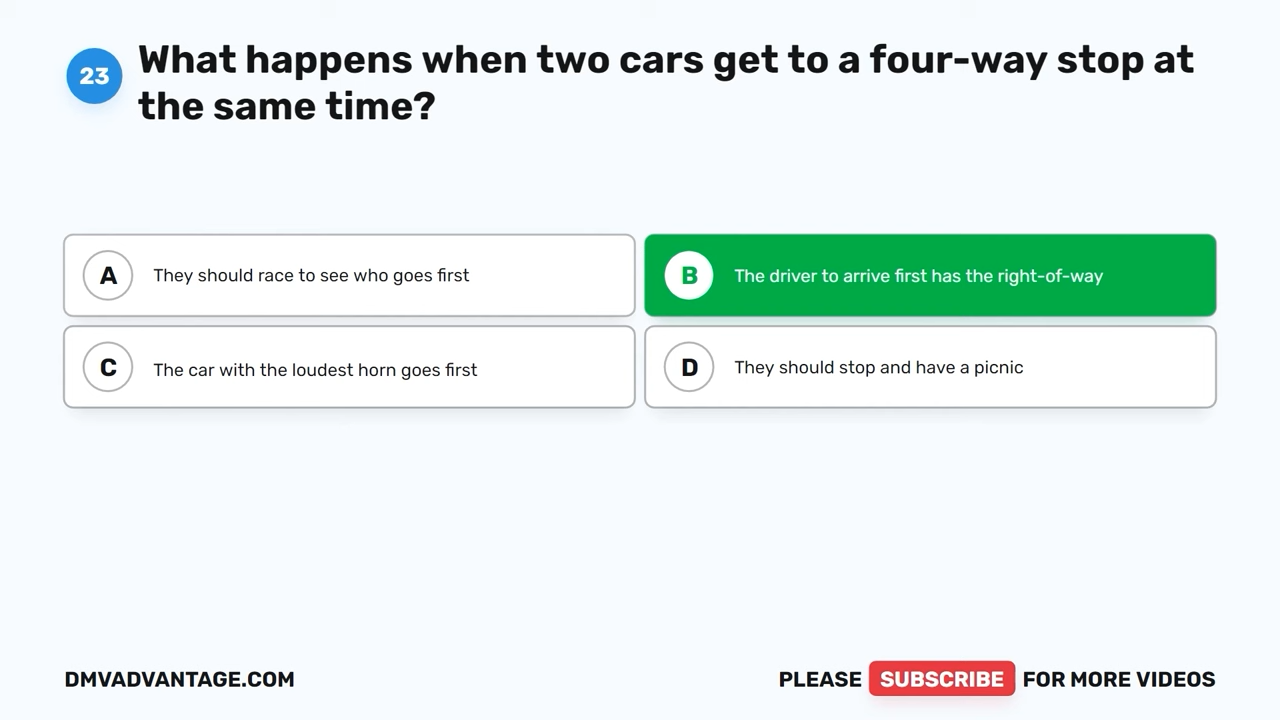 23
What happens when two cars get to a four-way stop at
the same time?
A
They should race to see who goes first
B
The driver to arrive first has the right-of-way
C
The car with the loudest horn goes first
D
They should stop and have a picnic
DMVADVANTAGE.COM
PLEASE SUBSCRIBE FOR MORE VIDEOS